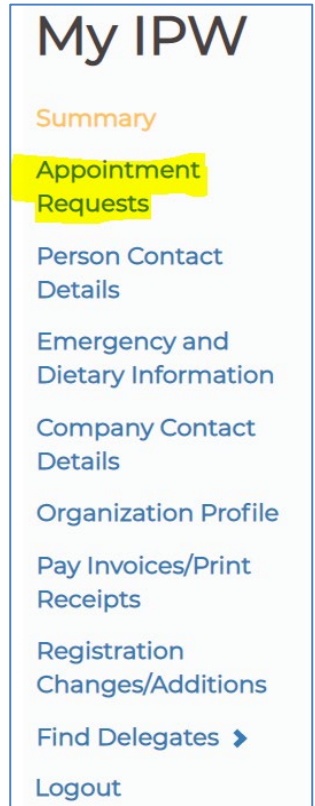 My IPW
Summary
Appointment
Requests
Person Contact
Details
Emergency and
Dietary Information
Company Contact
Details
Organization Profile
Pay Invoices/Print
Receipts
Registration
Changes/Additions
Find Delegates >
Logout